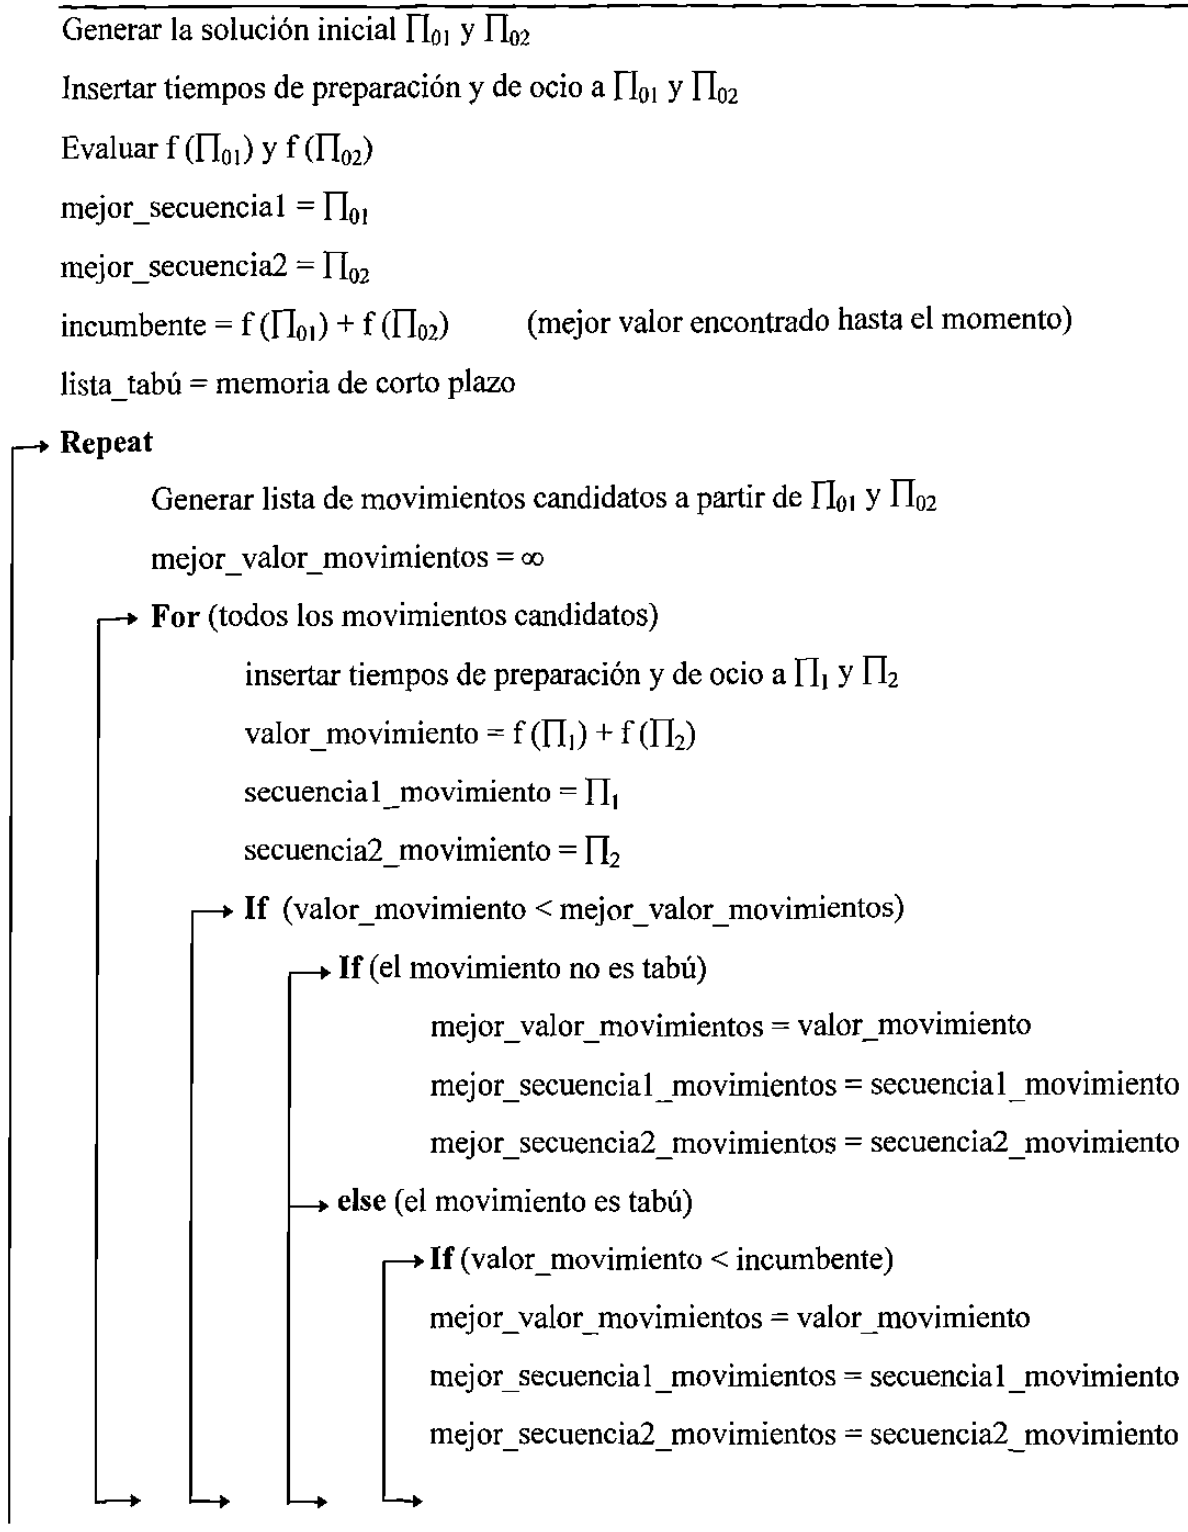 Generar la solución inicial ∏₀₁ y ∏₀₂
Insertar tiempos de preparación y de ocio a ∏₀₁ y ∏₀₂
Evaluar f (∏₀₁) y f (∏₀₂)
mejor_secuencia1 = ∏₀₁
mejor_secuencia2 = ∏₀₂
incumbente = f (∏₀₁) + f (∏₀₂) (mejor valor encontrado hasta el momento)
lista_tabú = memoria de corto plazo
Repeat
Generar lista de movimientos candidatos a partir de ∏₀₁ y ∏₀₂
mejor_valor_movimientos = ∞
For (todos los movimientos candidatos)
insertar tiempos de preparación y de ocio a ∏₁ y ∏₂
valor_movimiento = f (∏₁) + f (∏₂)
secuencia1_movimiento = ∏₁
secuencia2_movimiento = ∏₂
If (valor_movimiento < mejor_valor_movimientos)
If (el movimiento no es tabú)
mejor_valor_movimientos = valor_movimiento
mejor_secuencia1_movimientos = secuencia1_movimiento
mejor_secuencia2_movimientos = secuencia2_movimiento
else (el movimiento es tabú)
If (valor_movimiento < incumbente)
mejor_valor_movimientos = valor_movimiento
mejor_secuencia1_movimientos = secuencia1_movimiento
mejor_secuencia2_movimientos = secuencia2_movimiento